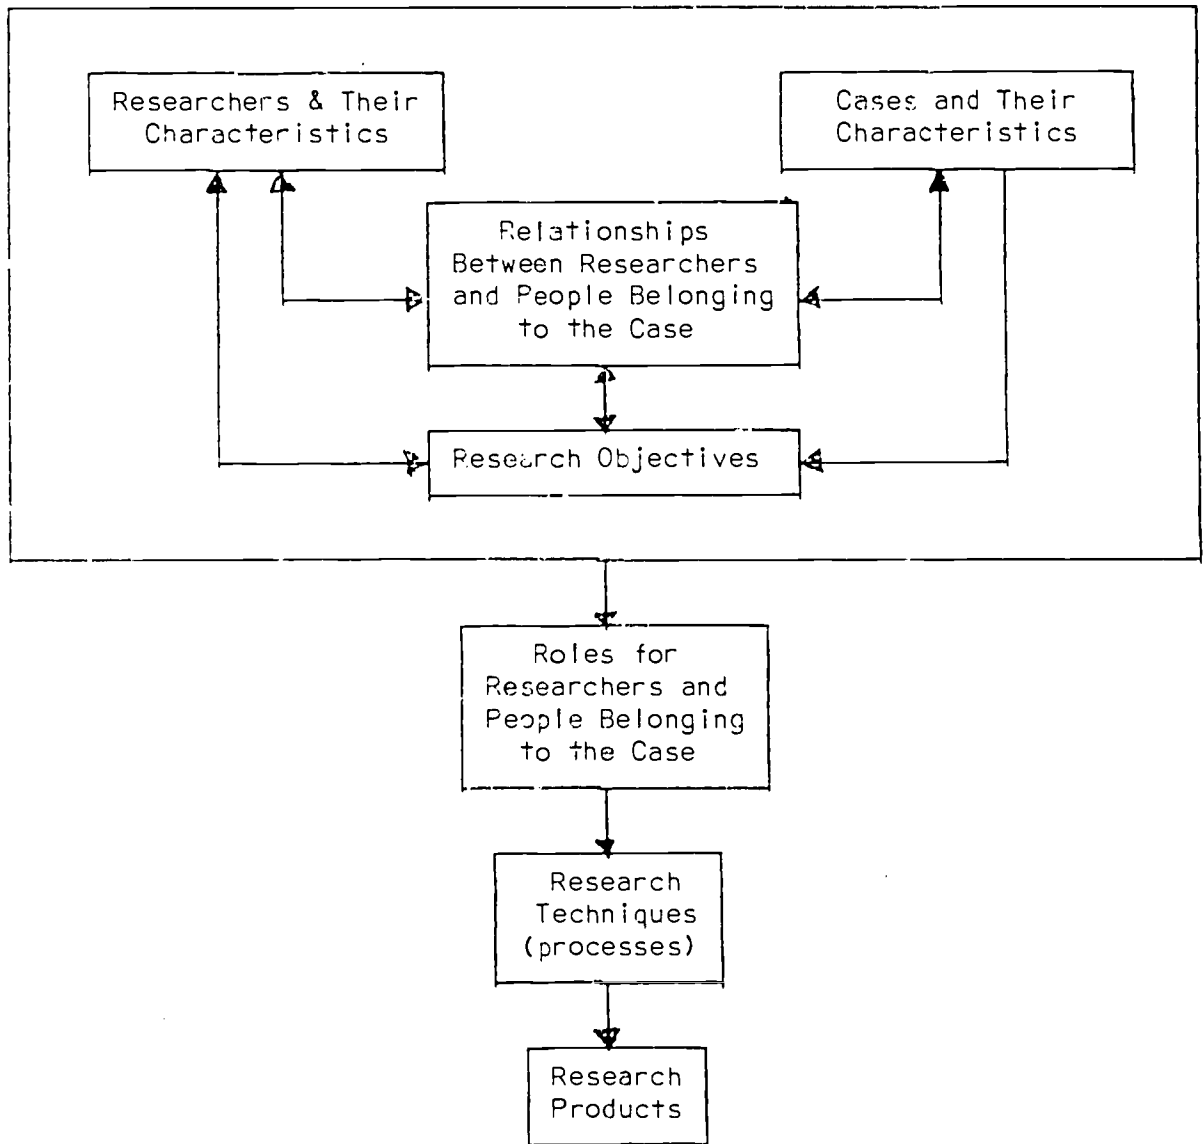 Researchers & Their
Characteristics
Cases and Their
Characteristics
Relationships
Between Researchers
and People Belonging
to the Case
Research Objectives
Roles for
Researchers and
People Belonging
to the Case
Research
Techniques
(processes)
Research
Products